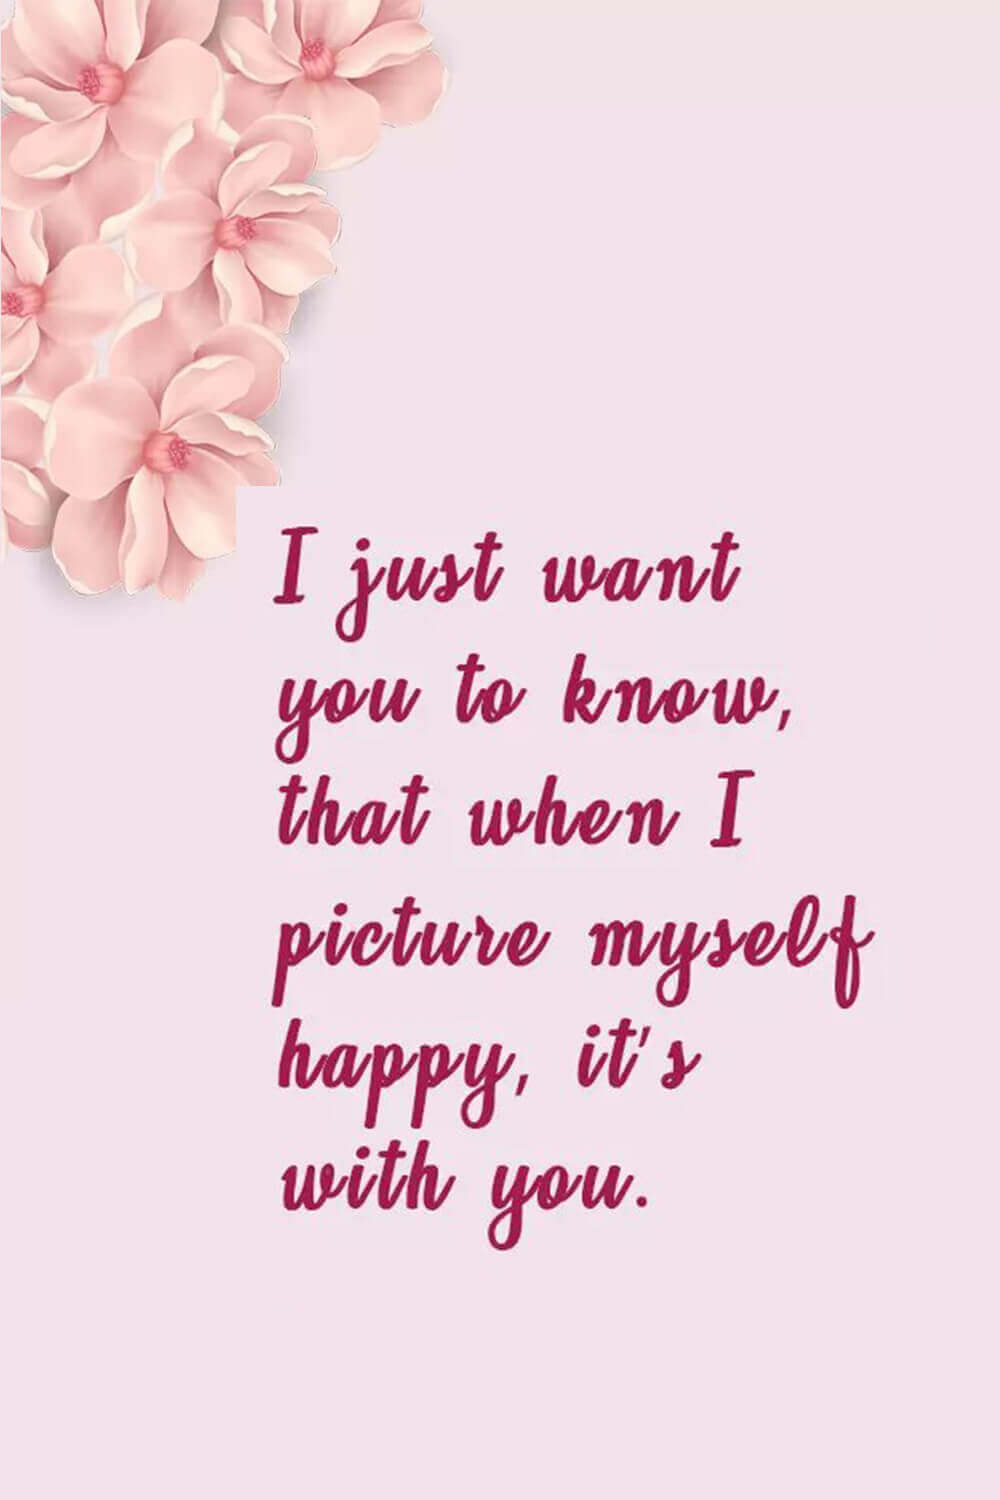 I just want
you to know,
that when I
picture myself
happy, it's
with you.